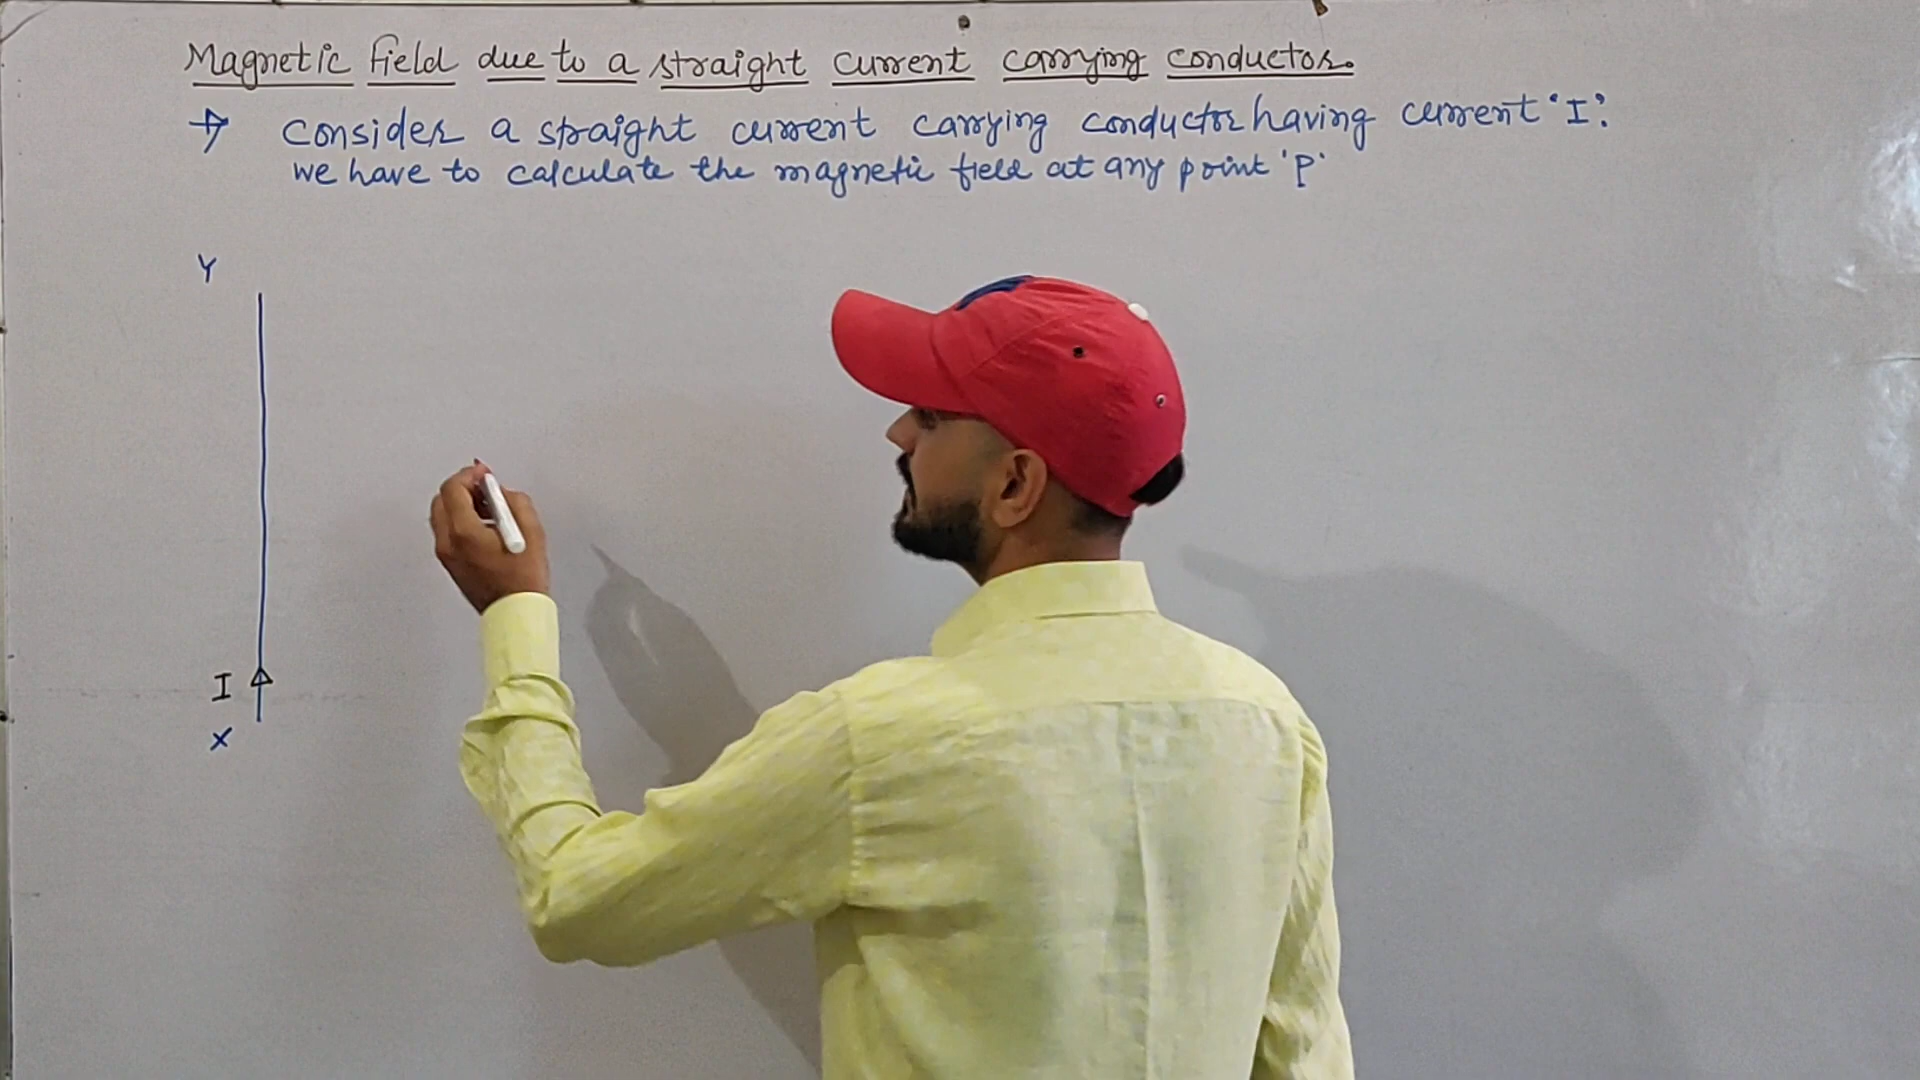 Magnetic field due to a straight current carrying conductor.
→ Consider a straight current carrying conductor having current 'I'.
we have to calculate the magnetic field at any point 'P'
Y
I
X